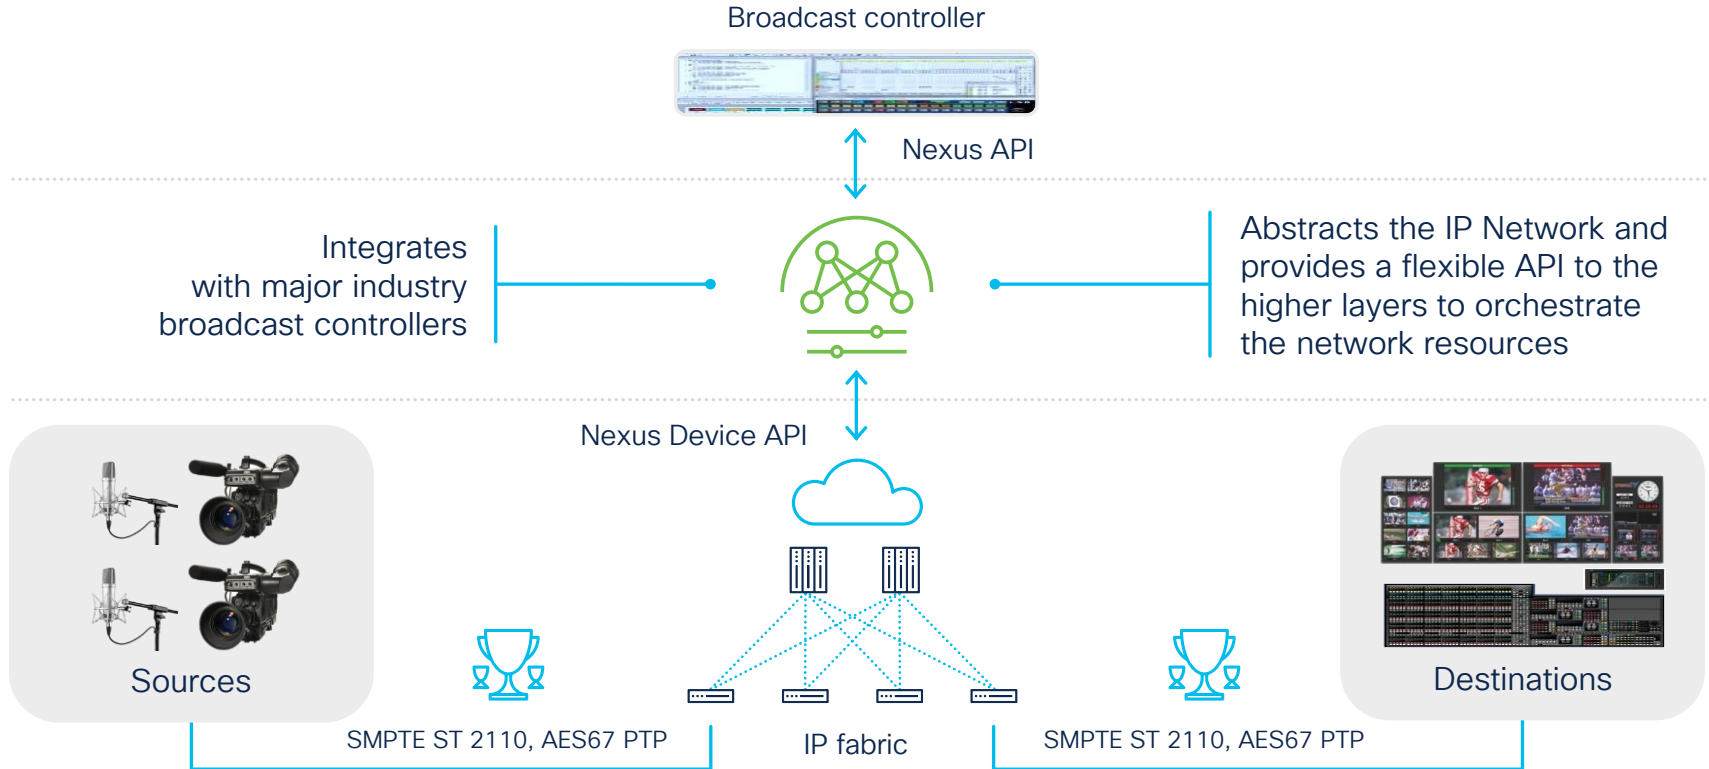 Broadcast controller
Nexus API
Integrates
with major industry
broadcast controllers
Abstracts the IP Network and
provides a flexible API to the
higher layers to orchestrate
the network resources
Nexus Device API
Sources
Destinations
SMPTE ST 2110, AES67 PTP
IP fabric
SMPTE ST 2110, AES67 PTP